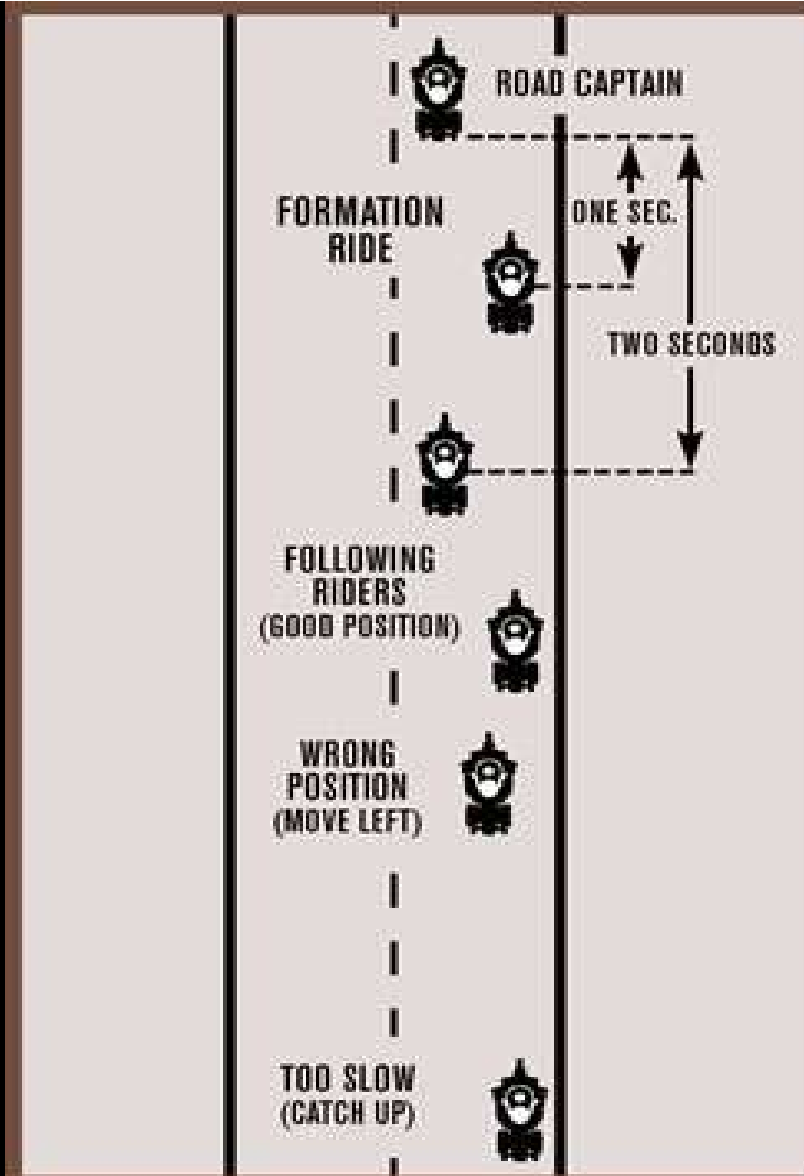 ROAD CAPTAIN
FORMATION
RIDE
ONE SEC.
TWO SECONDS
FOLLOWING
RIDERS
(GOOD POSITION)
WRONG
POSITION
(MOVE LEFT)
TOO SLOW
(CATCH UP)